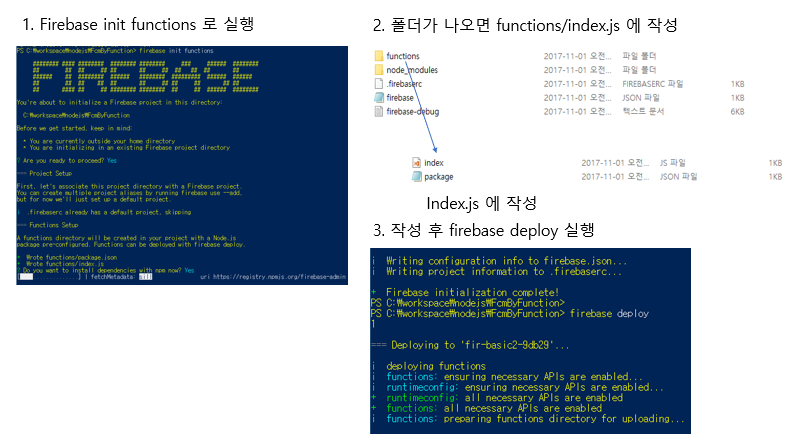 1. Firebase init functions 로 실행
PS C:\workspace\nodejs\FcmByFunction> firebase init functions
You're about to initialize a Firebase project in this directory:
C:\workspace\nodejs\FcmByFunction
Before we get started, keep in mind:
* You are currently outside your home directory
* You are initializing in an existing Firebase project directory
? Are you ready to proceed? Yes
=== Project Setup
First, let's associate this project directory with a Firebase project.
You can create multiple project aliases by running firebase use --add,
but for now we'll just set up a default project.
i .firebaserc already has a default project, skipping
=== Functions Setup
A functions directory will be created in your project with a Node.js
package pre-configured. Functions can be deployed with firebase deploy.
+ Wrote functions/package.json
+ Wrote functions/index.js
? Do you want to install dependencies with npm now? Yes
| fetchMetadata: sill uri https://registry.npmjs.org/firebase-admin
2. 폴더가 나오면 functions/index.js 에 작성
functions 2017-11-01 오전... 파일 폴더
node_modules 2017-11-01 오전... 파일 폴더
.firebaserc 2017-11-01 오전... FIREBASERC 파일 1KB
firebase 2017-11-01 오전... JSON 파일 1KB
firebase-debug 2017-11-01 오전... 텍스트 문서 6KB
index 2017-11-01 오전... JS 파일 1KB
package 2017-11-01 오전... JSON 파일 1KB
Index.js 에 작성
3. 작성 후 firebase deploy 실행
i Writing configuration info to firebase.json...
i Writing project information to .firebaserc...
+ Firebase initialization complete!
PS C:\workspace\nodejs\FcmByFunction>
PS C:\workspace\nodejs\FcmByFunction> firebase deploy
1
=== Deploying to 'fir-basic2-9db29'...
i deploying functions
i functions: ensuring necessary APIs are enabled...
i runtimeconfig: ensuring necessary APIs are enabled...
+ runtimeconfig: all necessary APIs are enabled
+ functions: all necessary APIs are enabled
i functions: preparing functions directory for uploading...